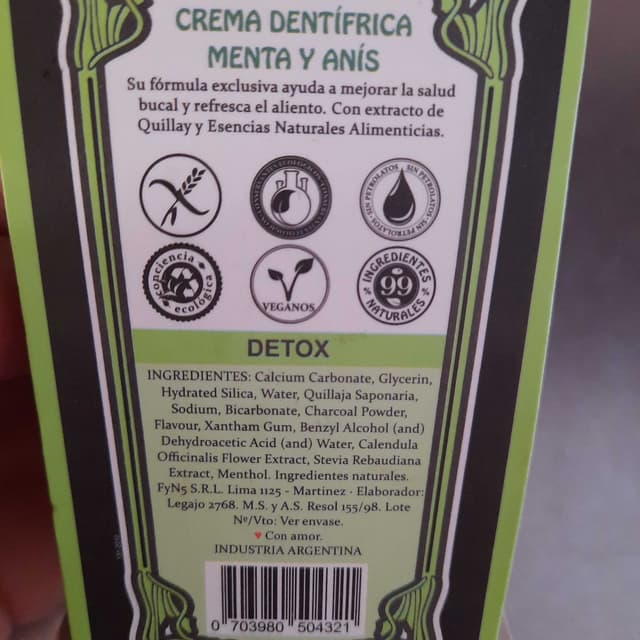 CREMA DENTÍFRICA
MENTA Y ANÍS
Su fórmula exclusiva ayuda a mejorar la salud
bucal y refresca el aliento. Con extracto de
Quillay y Esencias Naturales Alimenticias.
SIN PETROLATOS · SIN PETROLATOS ·
conciencia
ecológica
VEGANOS
INGREDIENTES
% 99 %
NATURALES
DETOX
INGREDIENTES: Calcium Carbonate, Glycerin,
Hydrated Silica, Water, Quillaja Saponaria,
Sodium, Bicarbonate, Charcoal Powder,
Flavour, Xantham Gum, Benzyl Alcohol (and)
Dehydroacetic Acid (and) Water, Calendula
Officinalis Flower Extract, Stevia Rebaudiana
Extract, Menthol. Ingredientes naturales.
FyN5 S.R.L. Lima 1125 - Martinez · Elaborador:
Legajo 2768. M.S. y A.S. Resol 155/98. Lote
Nº/Vto: Ver envase.
♥ Con amor.
INDUSTRIA ARGENTINA
0 703980 504321